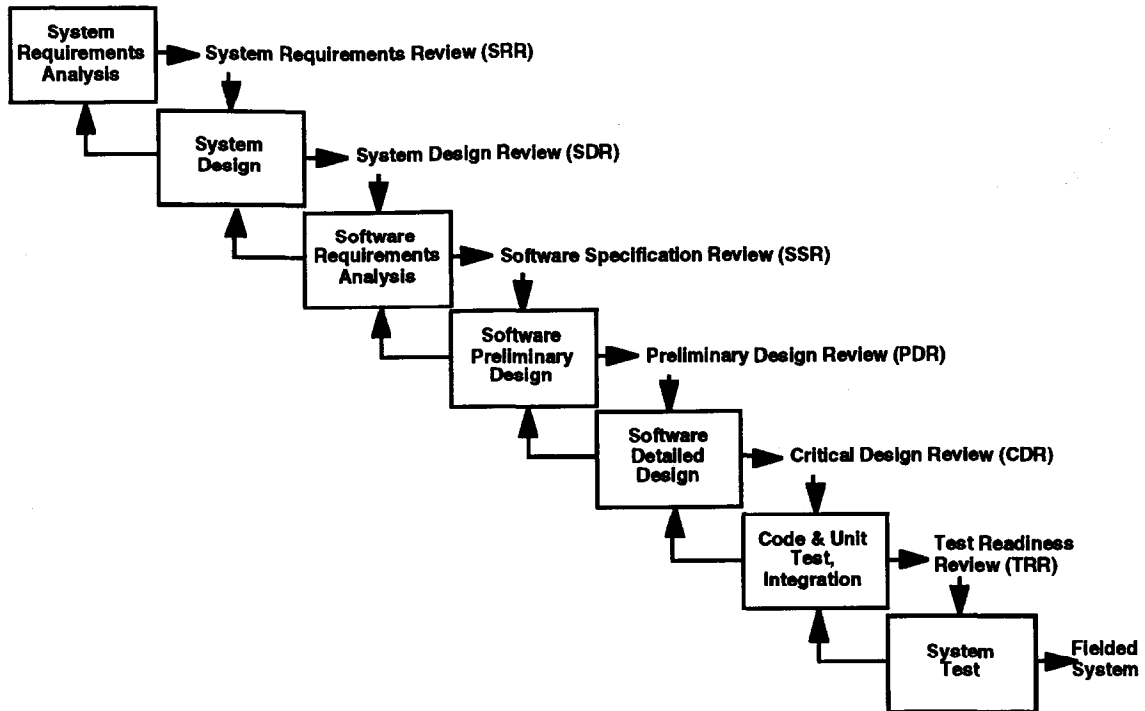 System
Requirements
Analysis
System Requirements Review (SRR)
System
Design
System Design Review (SDR)
Software
Requirements
Analysis
Software Specification Review (SSR)
Software
Preliminary
Design
Preliminary Design Review (PDR)
Software
Detailed
Design
Critical Design Review (CDR)
Code & Unit
Test,
Integration
Test Readiness
Review (TRR)
System
Test
Fielded
System